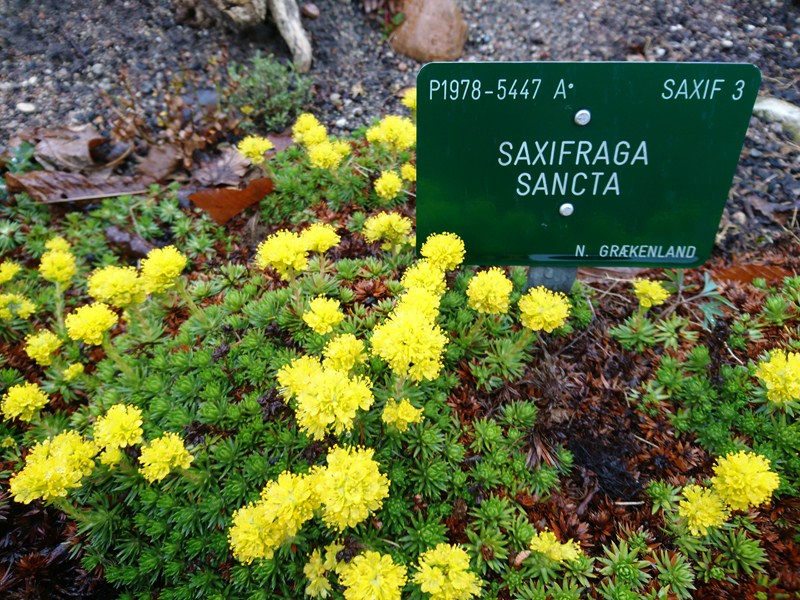 P1978-5447 A° SAXIF 3
SAXIFRAGA
SANCTA
N. GRÆKENLAND